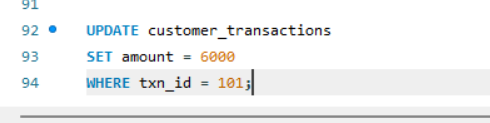 91
92 UPDATE customer_transactions
93 SET amount = 6000
94 WHERE txn_id = 101;